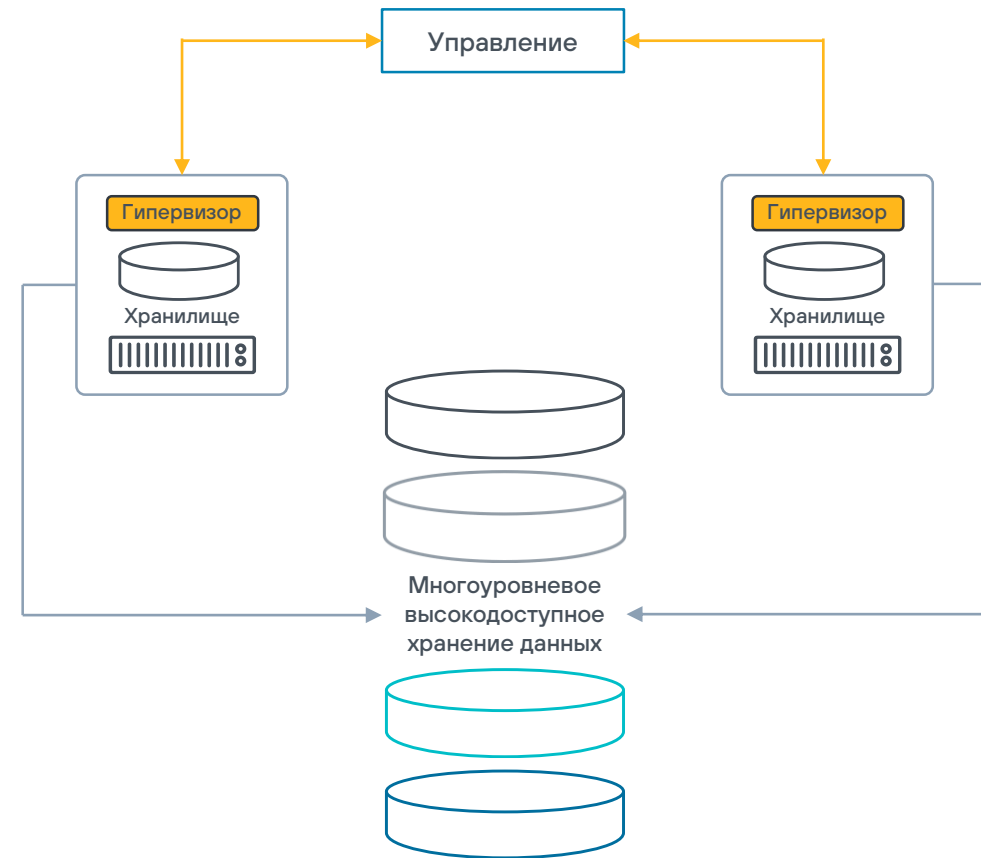 Управление
Гипервизор
Хранилище
Гипервизор
Хранилище
Многоуровневое
высокодоступное
хранение данных